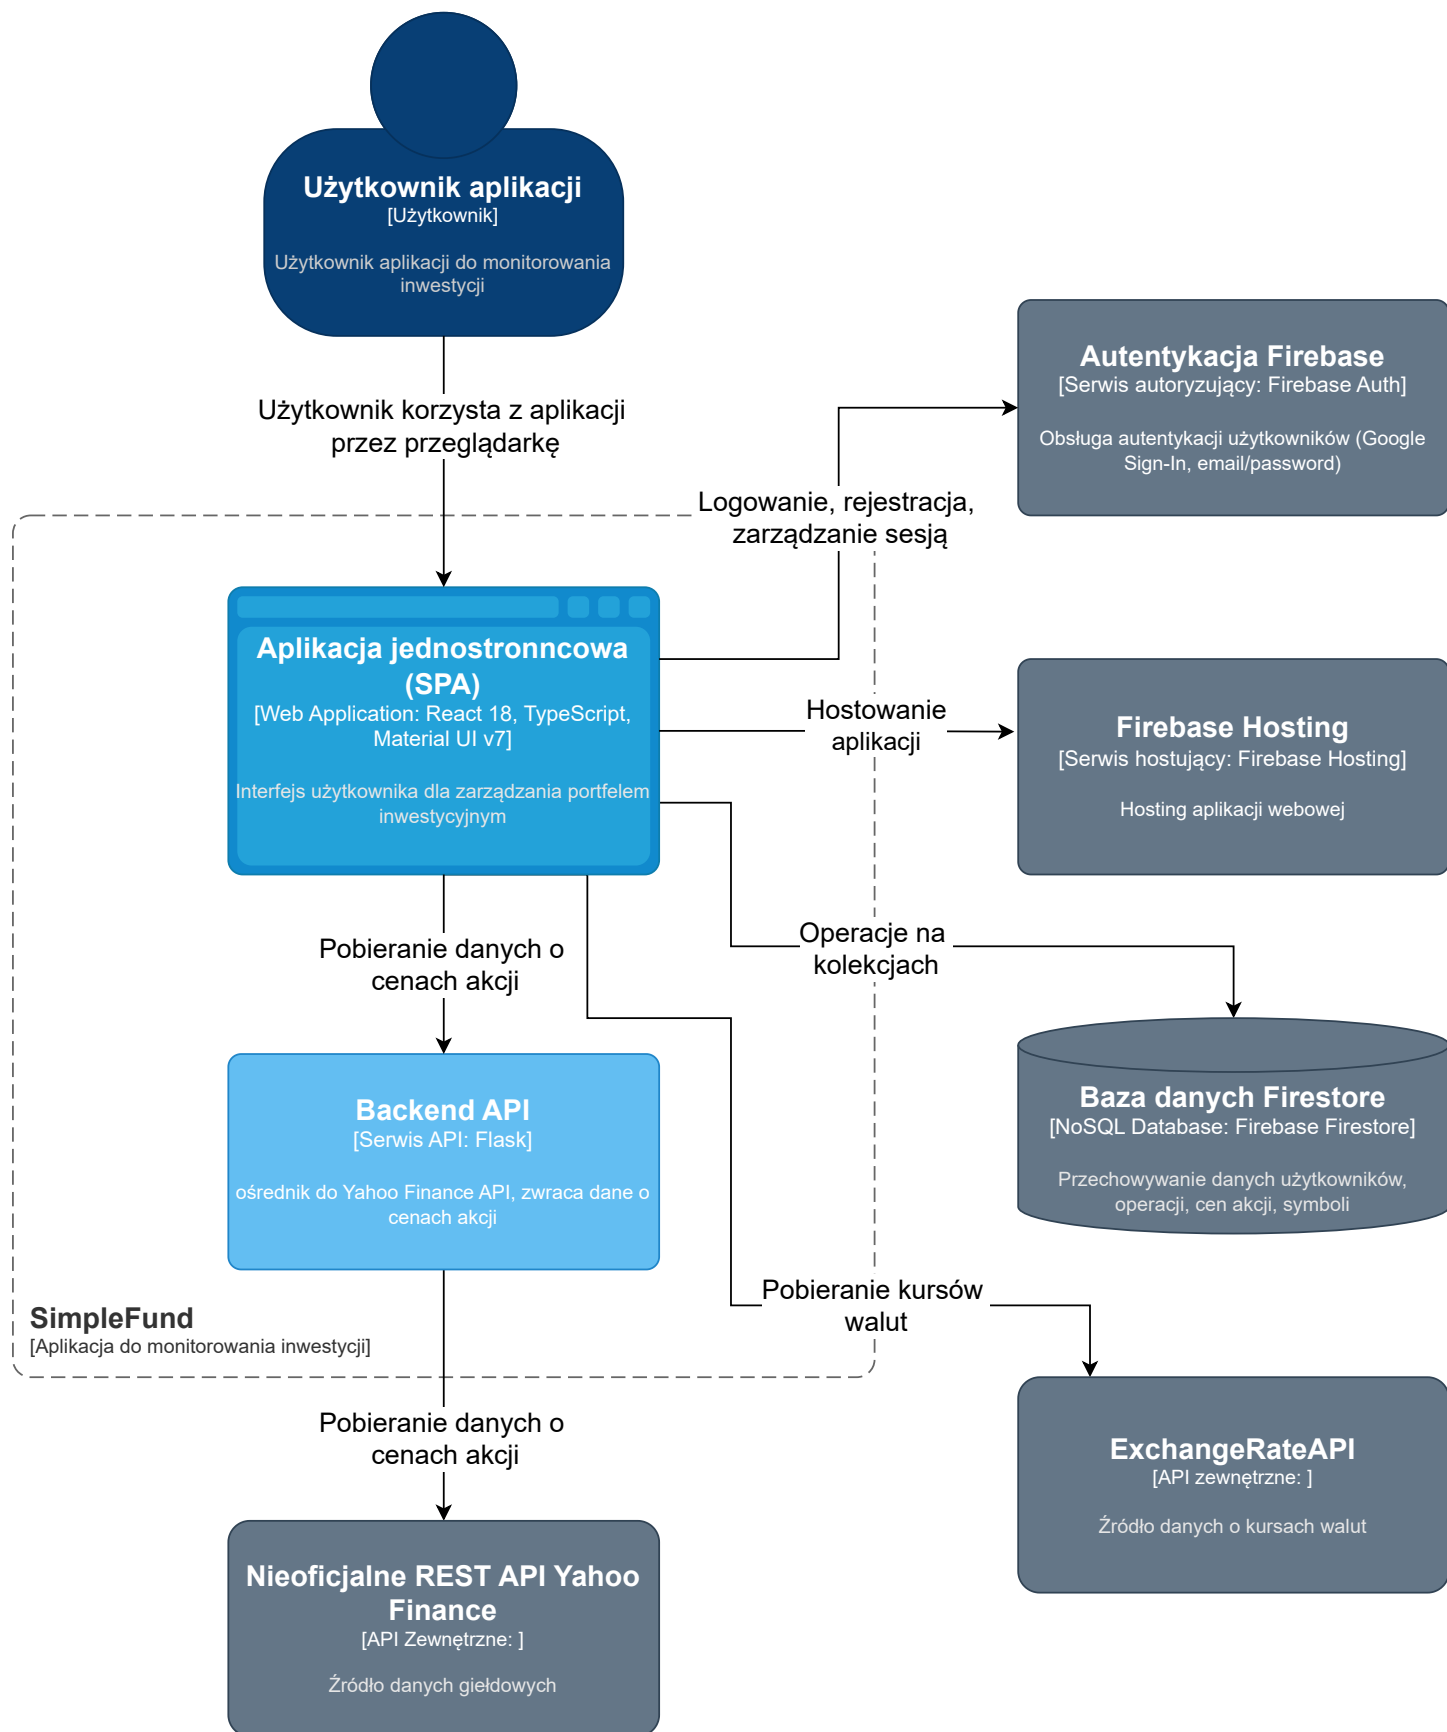 Użytkownik aplikacji
[Użytkownik]
Użytkownik aplikacji do monitorowania
inwestycji
Użytkownik korzysta z aplikacji
przez przeglądarkę
Autentykacja Firebase
[Serwis autoryzujący: Firebase Auth]
Obsługa autentykacji użytkowników (Google
Sign-In, email/password)
Logowanie, rejestracja,
zarządzanie sesją
Aplikacja jednostronncowa
(SPA)
[Web Application: React 18, TypeScript,
Material UI v7]
Interfejs użytkownika dla zarządzania portfelem
inwestycyjnym
Hostowanie
aplikacji
Firebase Hosting
[Serwis hostujący: Firebase Hosting]
Hosting aplikacji webowej
Pobieranie danych o
cenach akcji
Operacje na
kolekcjach
Backend API
[Serwis API: Flask]
ośrednik do Yahoo Finance API, zwraca dane o
cenach akcji
Baza danych Firestore
[NoSQL Database: Firebase Firestore]
Przechowywanie danych użytkowników,
operacji, cen akcji, symboli
Pobieranie kursów
walut
SimpleFund
[Aplikacja do monitorowania inwestycji]
Pobieranie danych o
cenach akcji
ExchangeRateAPI
[API zewnętrzne: ]
Źródło danych o kursach walut
Nieoficjalne REST API Yahoo
Finance
[API Zewnętrzne: ]
Źródło danych giełdowych